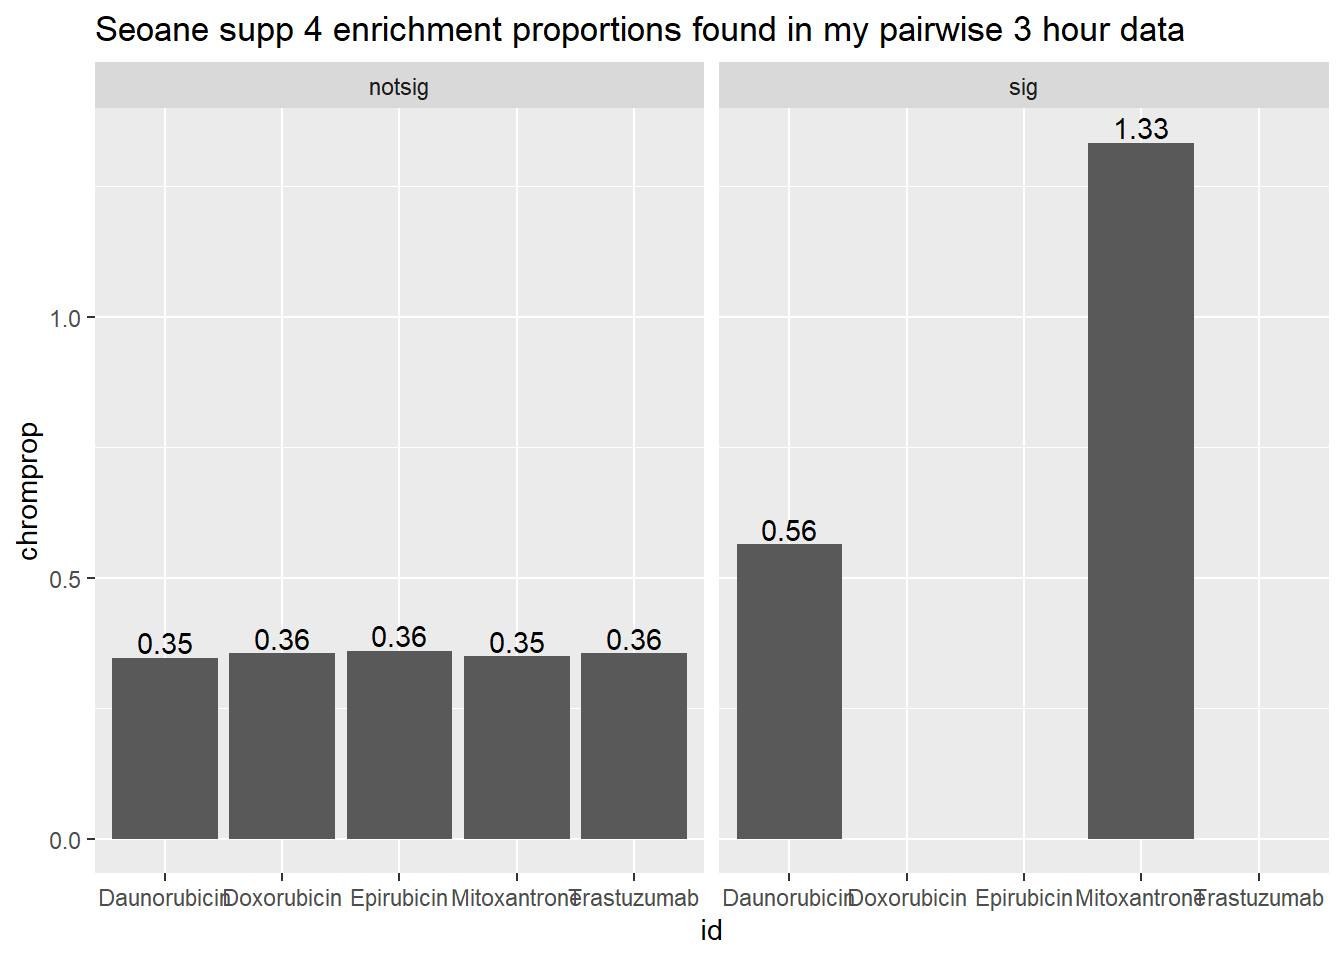 Seoane supp 4 enrichment proportions found in my pairwise 3 hour data
notsig
sig
chromprop
1.0
0.5
0.0
0.35
0.36
0.36
0.35
0.36
0.56
1.33
Daunorubicin Doxorubicin Epirubicin Mitoxantrone Trastuzumab
Daunorubicin Doxorubicin Epirubicin Mitoxantrone Trastuzumab
id